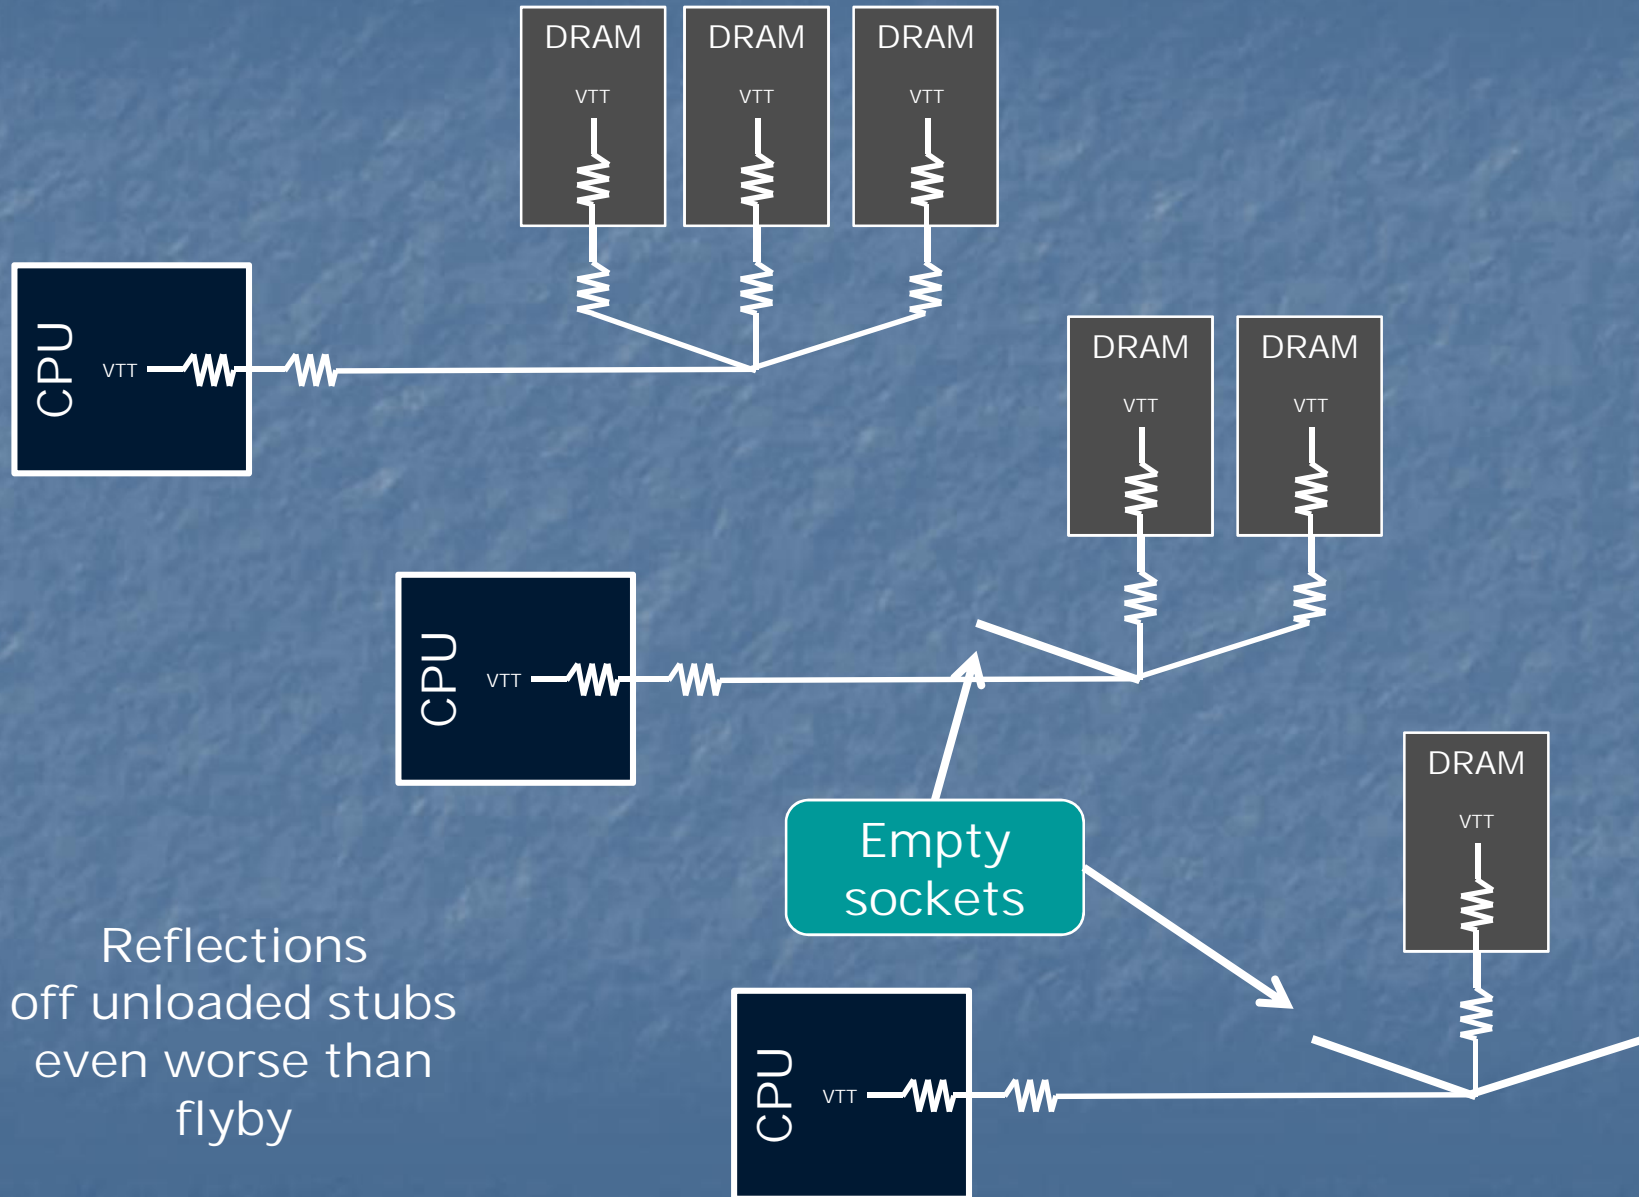 DRAM DRAM DRAM
VTT VTT VTT
CPU
VTT
DRAM DRAM
VTT VTT
CPU
VTT
Empty
sockets
DRAM
VTT
Reflections
off unloaded stubs
even worse than
flyby
CPU
VTT